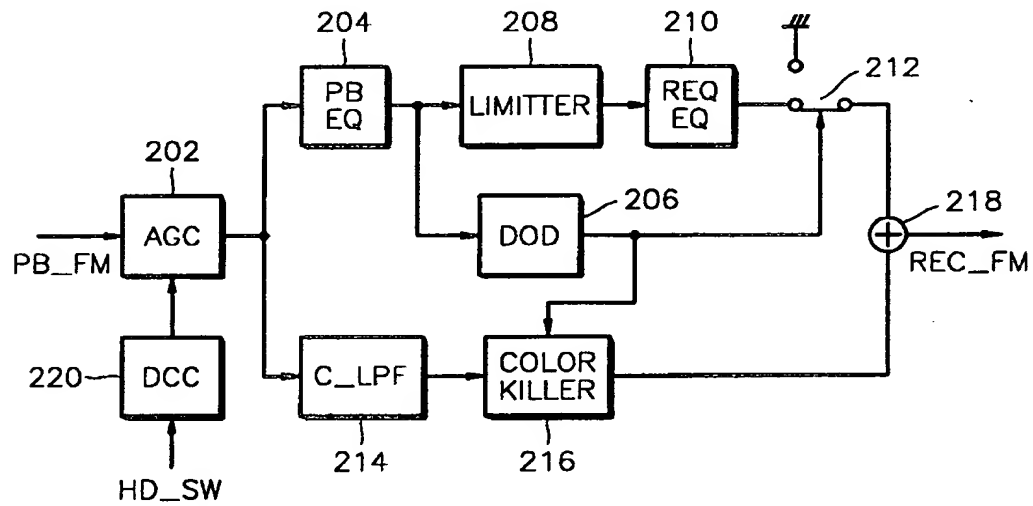 204
208
210
212
PB
EQ
LIMITTER
REQ
EQ
202
206
218
AGC
DOD
PB_FM
REC_FM
220
DCC
C_LPF
COLOR
KILLER
214
216
HD_SW